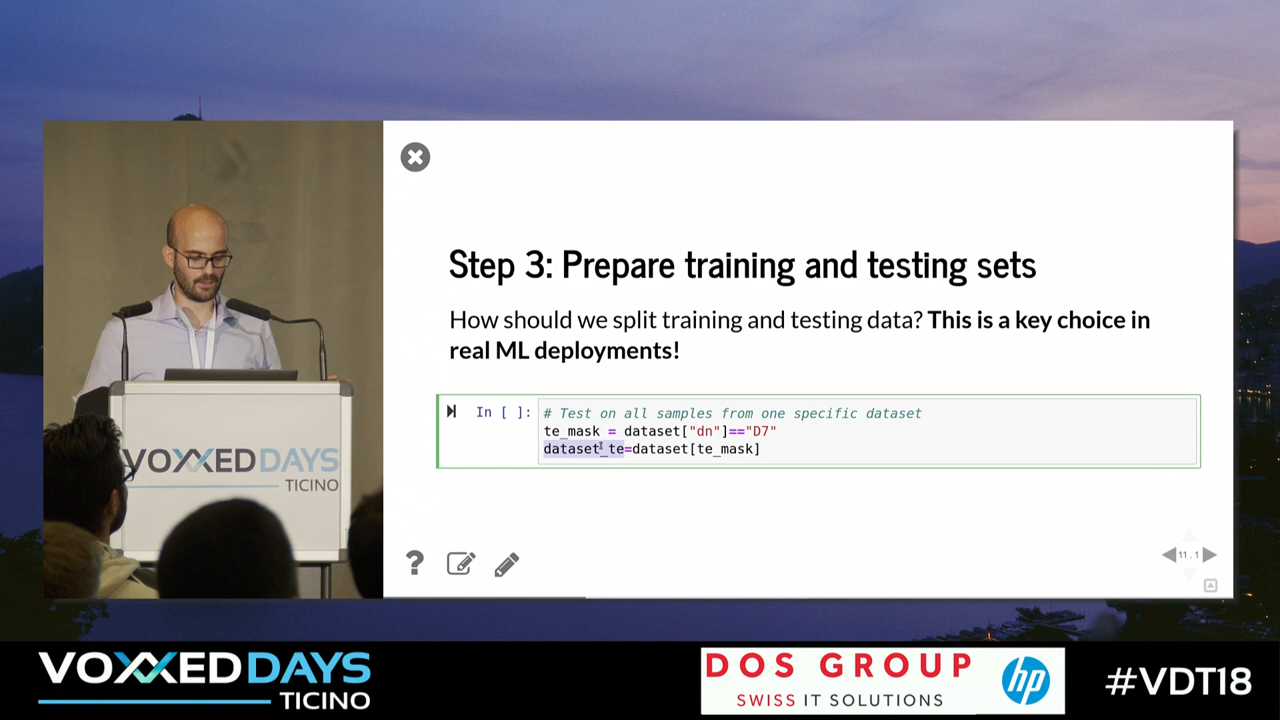 VOXXED DAYS
TICINO
Step 3: Prepare training and testing sets
How should we split training and testing data? This is a key choice in
real ML deployments!
In [ ]:
# Test on all samples from one specific dataset
te_mask = dataset["dn"]=="D7"
dataset_te=dataset[te_mask]
?
11.1
VOXXED DAYS
TICINO
DOS GROUP
SWISS IT SOLUTIONS
hp
#VDT18